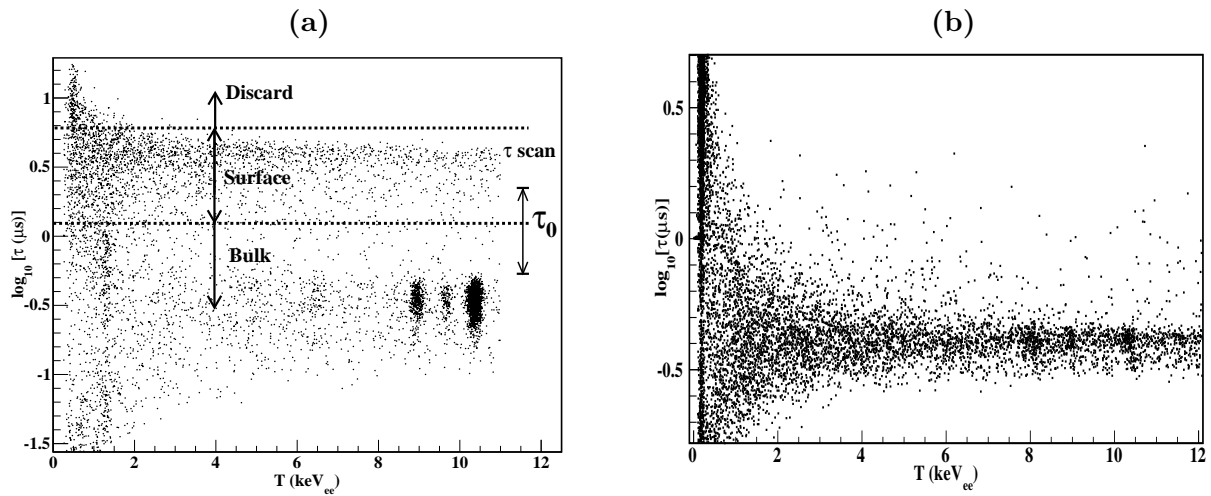 (a)
(b)
Discard
τ scan
Surface
τ0
Bulk
log10 [τ (μs)]
1
0.5
0
-0.5
-1
-1.5
0
2
4
6
8
10
12
T (keVee)
log10[τ(μs)]
0.5
0
-0.5
0
2
4
6
8
10
12
T (keVee)